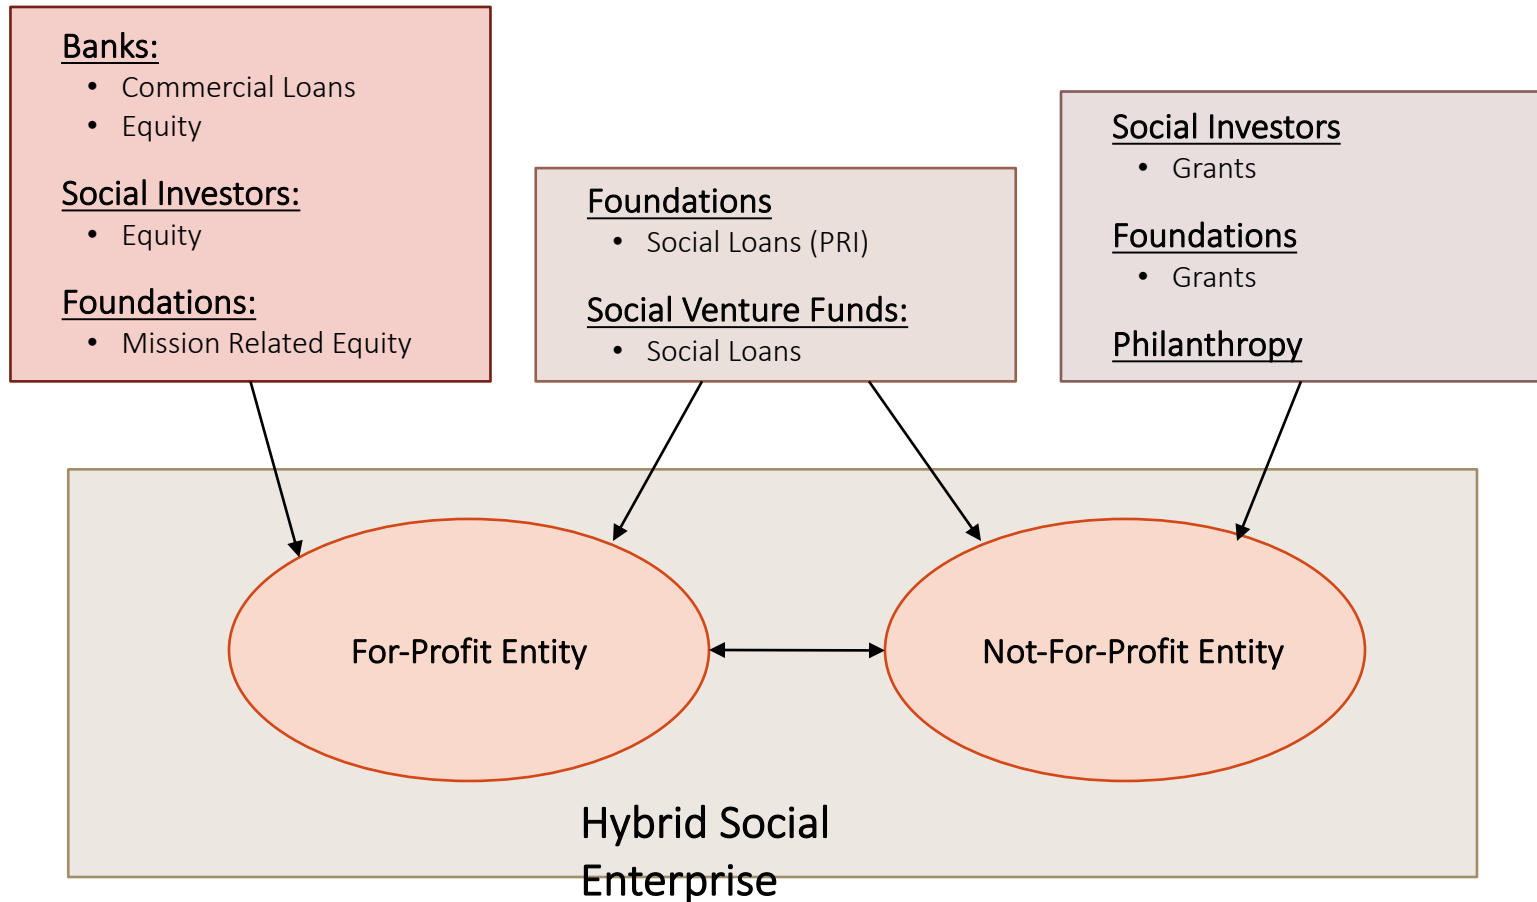 Banks:
• Commercial Loans
• Equity
Social Investors:
• Equity
Foundations:
• Mission Related Equity
Foundations
• Social Loans (PRI)
Social Venture Funds:
• Social Loans
Social Investors
• Grants
Foundations
• Grants
Philanthropy
For-Profit Entity
Not-For-Profit Entity
Hybrid Social
Enterprise